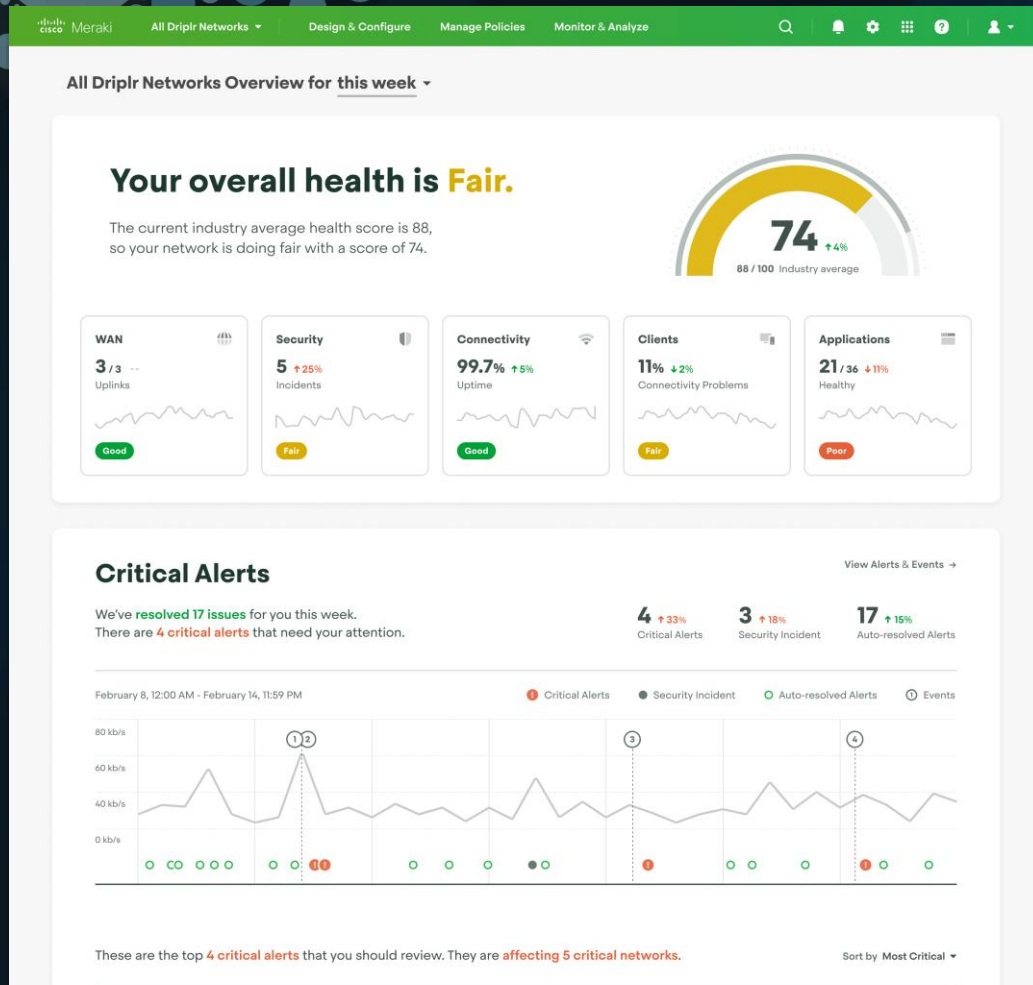 cisco Meraki All Driplr Networks Design & Configure Manage Policies Monitor & Analyze
All Driplr Networks Overview for this week
Your overall health is Fair.
The current industry average health score is 88,
so your network is doing fair with a score of 74.
74 ↑4%
88 / 100 Industry average
WAN
3 / 3 --
Uplinks
Good
Security
5 ↑25%
Incidents
Fair
Connectivity
99.7% ↑5%
Uptime
Good
Clients
11% ↓2%
Connectivity Problems
Fair
Applications
21 / 36 ↓11%
Healthy
Poor
Critical Alerts
View Alerts & Events →
We've resolved 17 issues for you this week.
There are 4 critical alerts that need your attention.
4 ↑33%
Critical Alerts
3 ↑18%
Security Incident
17 ↑15%
Auto-resolved Alerts
February 8, 12:00 AM - February 14, 11:59 PM
Critical Alerts Security Incident Auto-resolved Alerts Events
80 kb/s
60 kb/s
40 kb/s
0 kb/s
1 2 3 4
These are the top 4 critical alerts that you should review. They are affecting 5 critical networks.
Sort by Most Critical